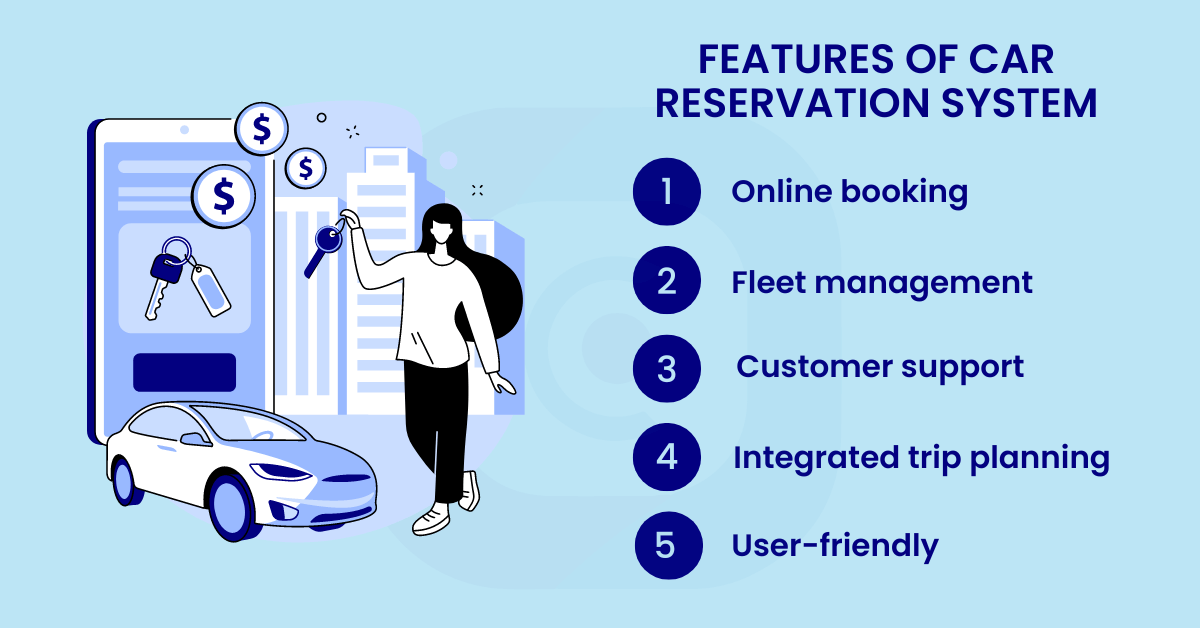 FEATURES OF CAR
RESERVATION SYSTEM
1 Online booking
2 Fleet management
3 Customer support
4 Integrated trip planning
5 User-friendly
$
$
$